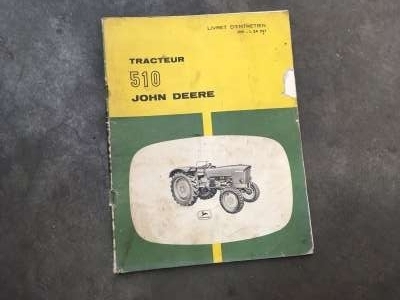 LIVRET D'ENTRETIEN
TRACTEUR
510
JOHN DEERE